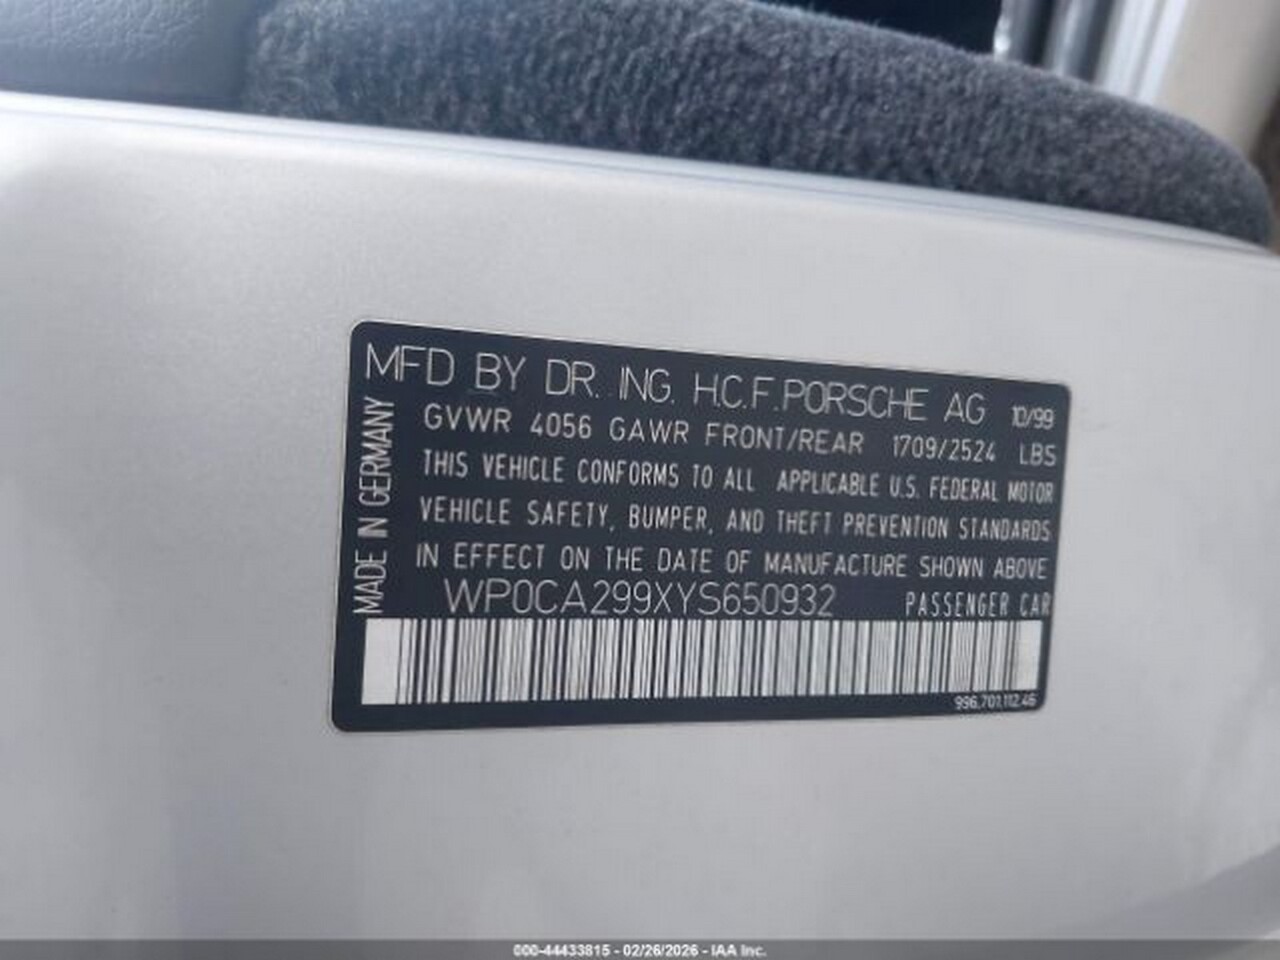 MFD BY DR. ING. H.C.F. PORSCHE AG 10/99
GVWR 4056 GAWR FRONT/REAR 1709/2524 LBS
THIS VEHICLE CONFORMS TO ALL APPLICABLE U.S. FEDERAL MOTOR
VEHICLE SAFETY, BUMPER, AND THEFT PREVENTION STANDARDS
IN EFFECT ON THE DATE OF MANUFACTURE SHOWN ABOVE
WP0CA299XYS650932 PASSENGER CAR
MADE IN GERMANY
996.701.112.46
000-44433815 - 02/26/2026 - IAA Inc.